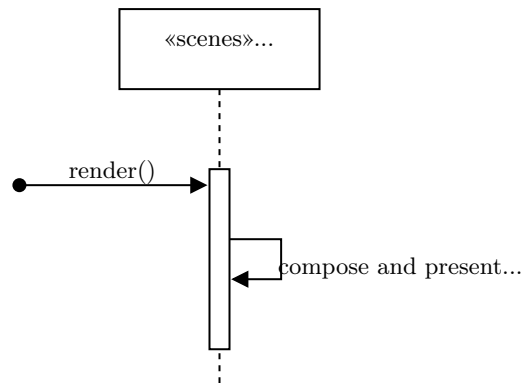 «scenes»...
render()
compose and present...